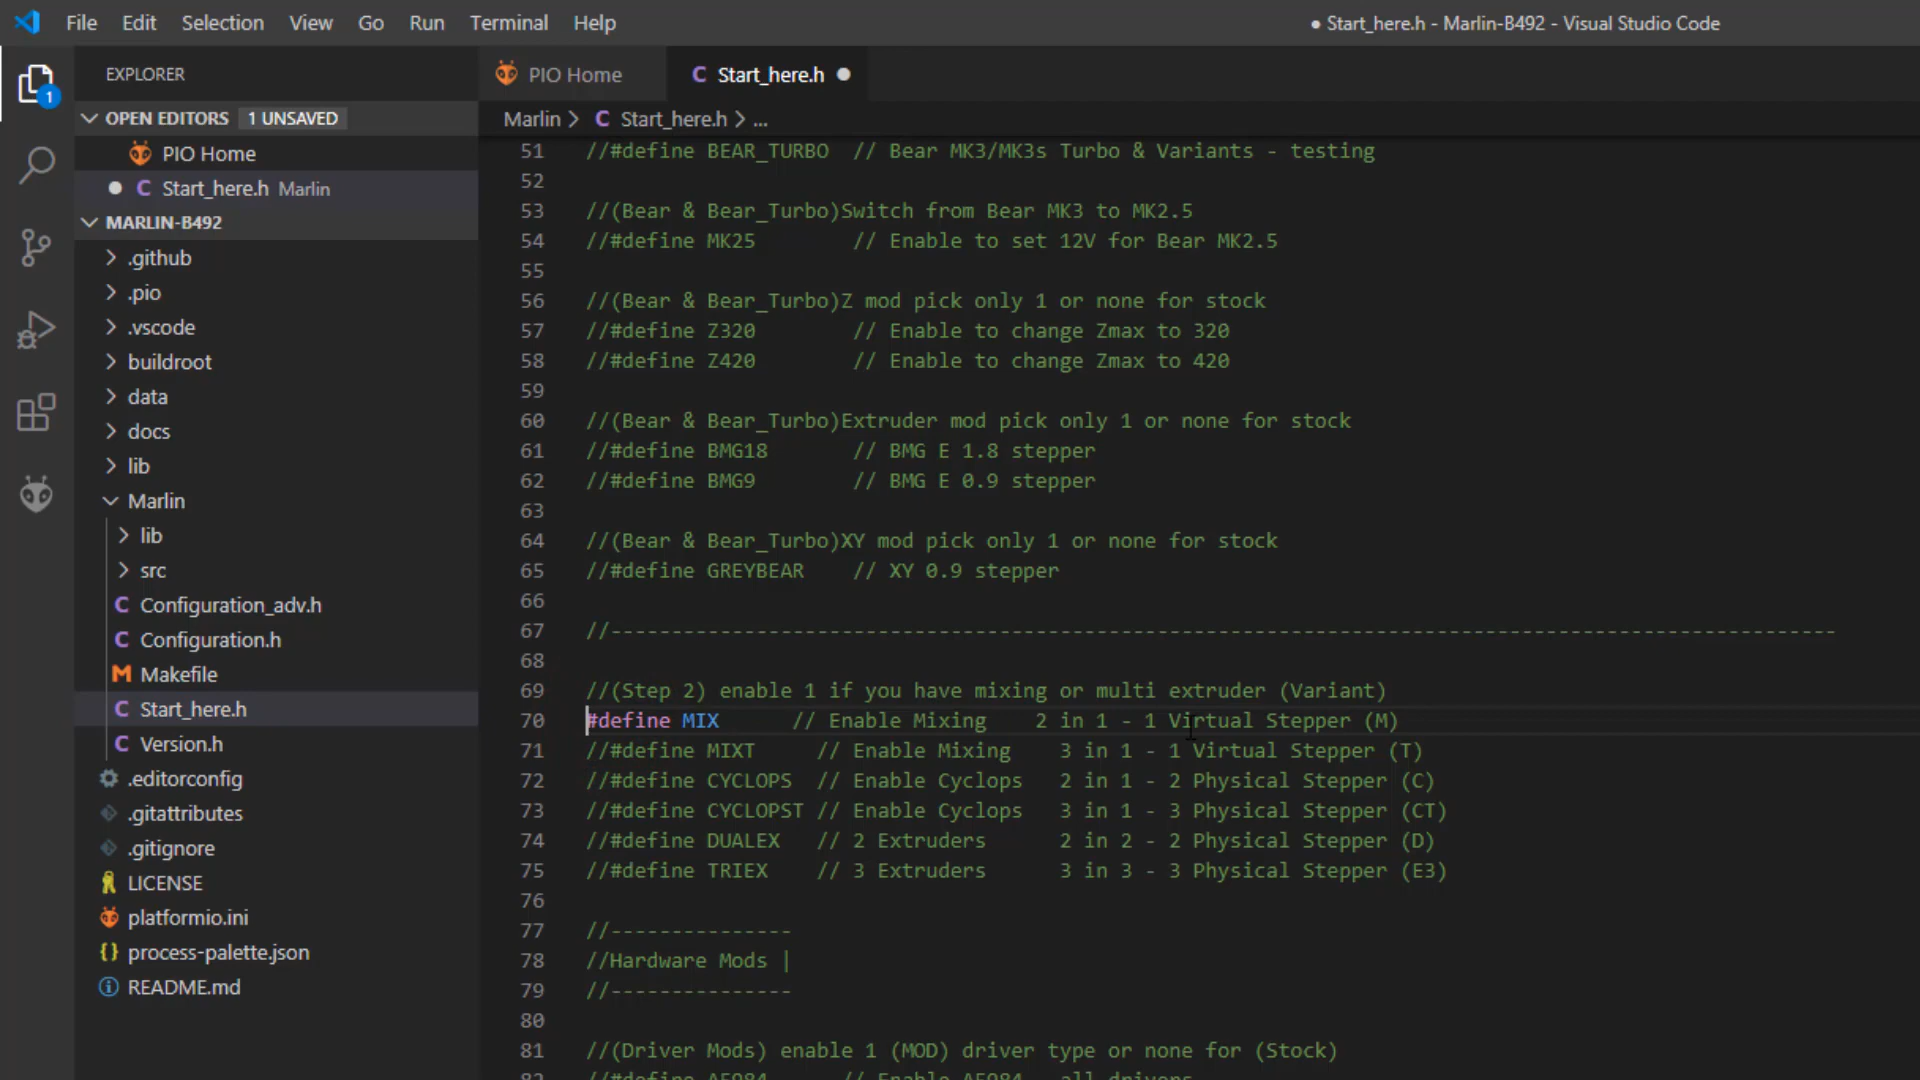 File Edit Selection View Go Run Terminal Help
● Start_here.h - Marlin-B492 - Visual Studio Code
EXPLORER
1
OPEN EDITORS 1 UNSAVED
PIO Home
C Start_here.h Marlin
MARLIN-B492
.github
.pio
.vscode
buildroot
data
docs
lib
Marlin
lib
src
C Configuration_adv.h
C Configuration.h
M Makefile
C Start_here.h
C Version.h
.editorconfig
.gitattributes
.gitignore
LICENSE
platformio.ini
{} process-palette.json
README.md
PIO Home
C Start_here.h
Marlin > C Start_here.h > ...
51 //#define BEAR_TURBO // Bear MK3/MK3s Turbo & Variants - testing
52
53 //(Bear & Bear_Turbo)Switch from Bear MK3 to MK2.5
54 //#define MK25 // Enable to set 12V for Bear MK2.5
55
56 //(Bear & Bear_Turbo)Z mod pick only 1 or none for stock
57 //#define Z320 // Enable to change Zmax to 320
58 //#define Z420 // Enable to change Zmax to 420
59
60 //(Bear & Bear_Turbo)Extruder mod pick only 1 or none for stock
61 //#define BMG18 // BMG E 1.8 stepper
62 //#define BMG9 // BMG E 0.9 stepper
63
64 //(Bear & Bear_Turbo)XY mod pick only 1 or none for stock
65 //#define GREYBEAR // XY 0.9 stepper
66
67 //-----------------------------------------------------------------------------------------------------
68
69 //(Step 2) enable 1 if you have mixing or multi extruder (Variant)
70 #define MIX // Enable Mixing 2 in 1 - 1 Virtual Stepper (M)
71 //#define MIXT // Enable Mixing 3 in 1 - 1 Virtual Stepper (T)
72 //#define CYCLOPS // Enable Cyclops 2 in 1 - 2 Physical Stepper (C)
73 //#define CYCLOPST // Enable Cyclops 3 in 1 - 3 Physical Stepper (CT)
74 //#define DUALEX // 2 Extruders 2 in 2 - 2 Physical Stepper (D)
75 //#define TRIEX // 3 Extruders 3 in 3 - 3 Physical Stepper (E3)
76
77 //---------------
78 //Hardware Mods |
79 //---------------
80
81 //(Driver Mods) enable 1 (MOD) driver type or none for (Stock)